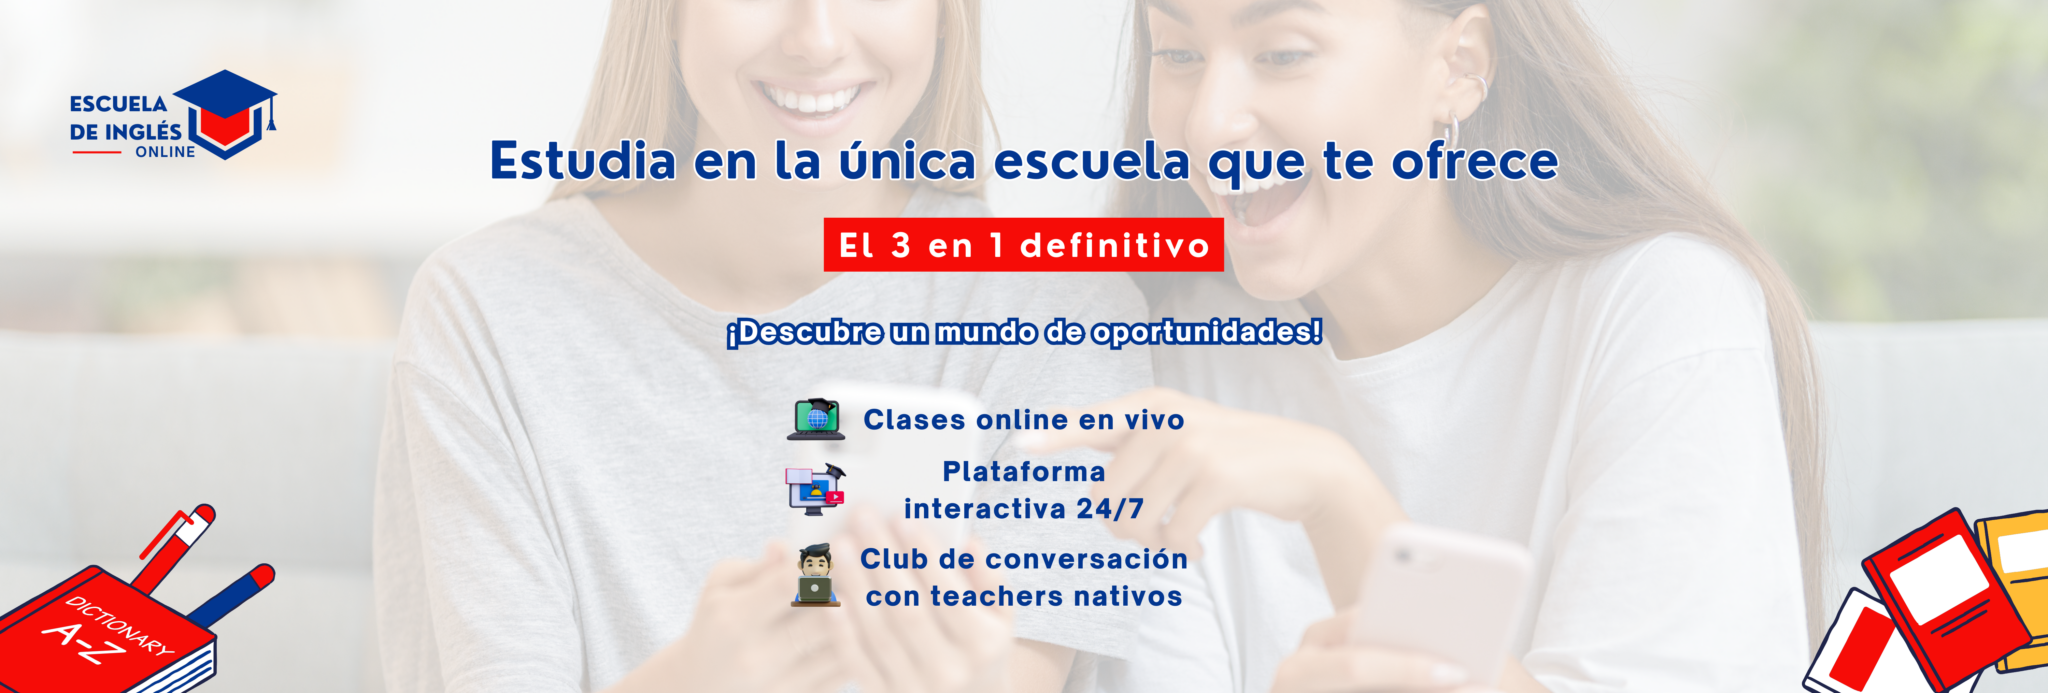 ESCUELA
DE INGLÉS
ONLINE
Estudia en la única escuela que te ofrece
El 3 en 1 definitivo
¡Descubre un mundo de oportunidades!
Clases online en vivo
Plataforma
interactiva 24/7
Club de conversación
con teachers nativos
DICTIONARY
A-Z